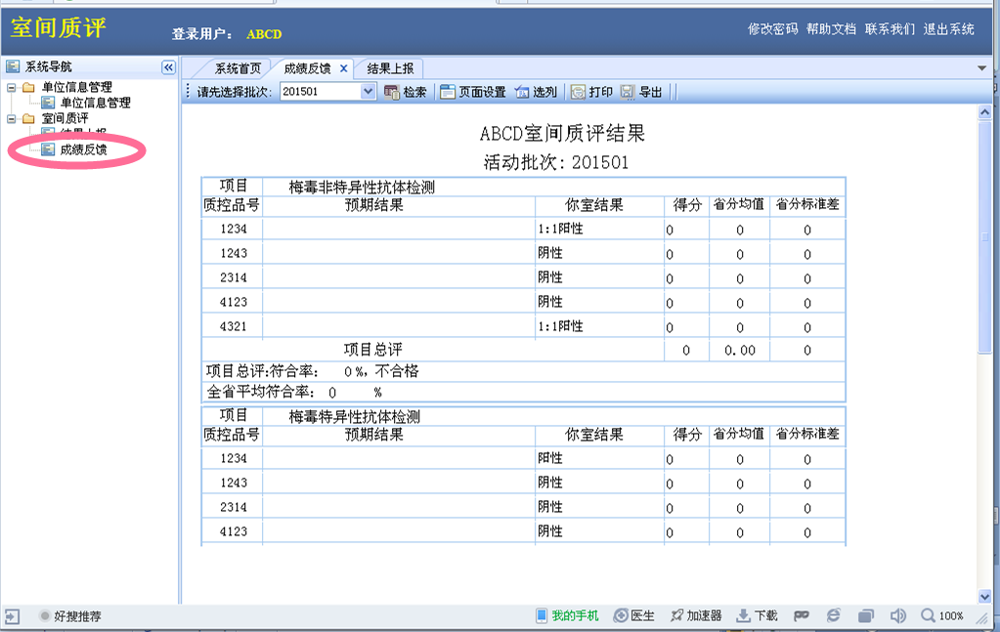 室间质评
登录用户： ABCD
修改密码 帮助文档 联系我们 退出系统
系统导航
单位信息管理
单位信息管理
室间质评
结果上报
成绩反馈
系统首页 成绩反馈 x 结果上报
请先选择批次: 201501 检索 页面设置 选列 打印 导出
ABCD室间质评结果
活动批次: 201501
项目 梅毒非特异性抗体检测
质控品号 预期结果 你室结果 得分 省分均值 省分标准差
1234 1:1阳性 0 0 0
1243 阴性 0 0 0
2314 阴性 0 0 0
4123 阴性 0 0 0
4321 1:1阳性 0 0 0
项目总评 0 0.00 0
项目总评:符合率： 0 %，不合格
全省平均符合率： 0 %
项目 梅毒特异性抗体检测
质控品号 预期结果 你室结果 得分 省分均值 省分标准差
1234 阳性 0 0 0
1243 阴性 0 0 0
2314 阴性 0 0 0
4123 阴性 0 0 0
好搜推荐 我的手机 医生 加速器 下载 100%